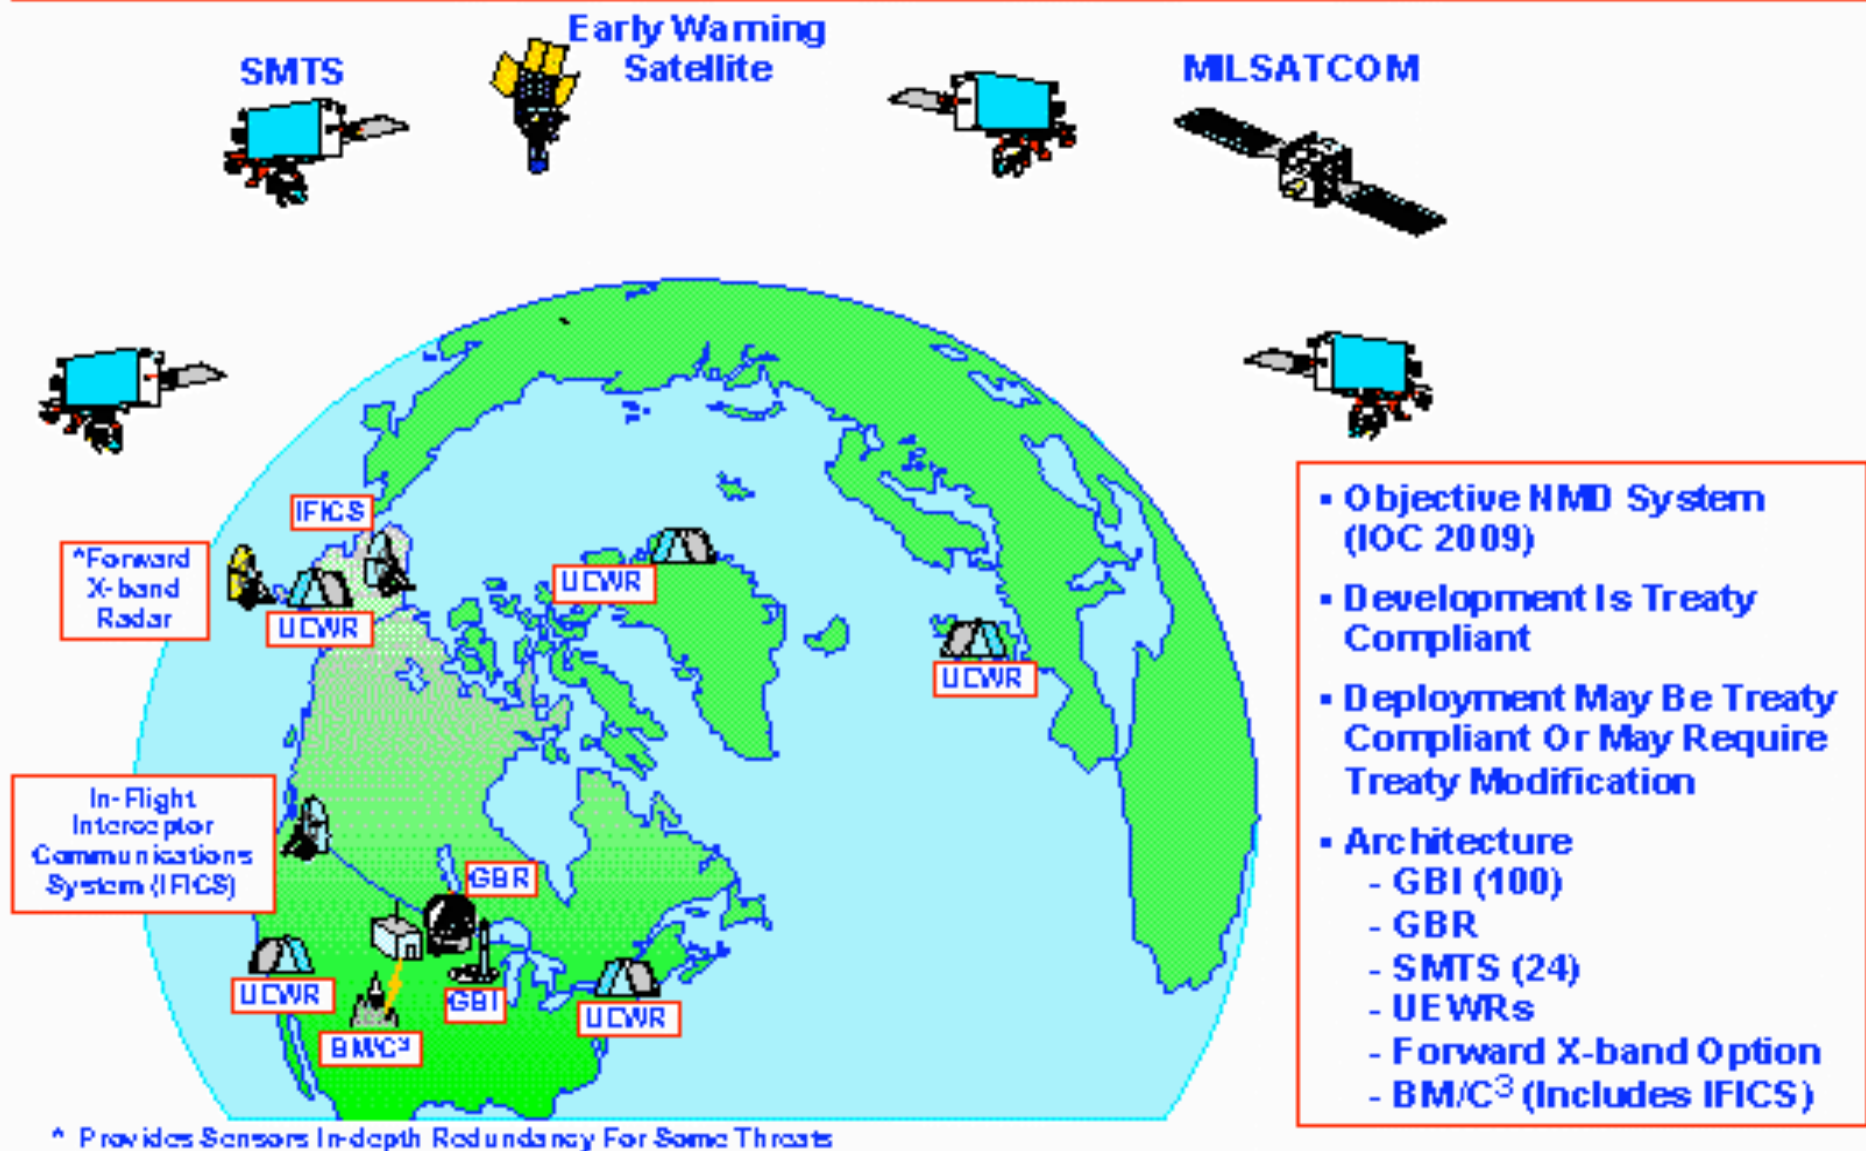 Early Warning
Satellite
SMTS
MILSATCOM
IFICS
*Forward
X-band
Radar
UEWR
UEWR
UEWR
In-Flight
Interceptor
Communications
System (IFICS)
GBR
UEWR
GBI
UEWR
BM/C³
* Provides Sensors In-depth Redundancy For Some Threats
▪ Objective NMD System
(IOC 2009)
▪ Development Is Treaty
Compliant
▪ Deployment May Be Treaty
Compliant Or May Require
Treaty Modification
▪ Architecture
- GBI (100)
- GBR
- SMTS (24)
- UEWRs
- Forward X-band Option
- BM/C³ (Includes IFICS)